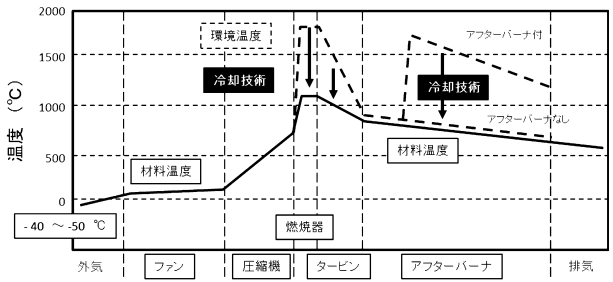 2000
1500
1000
500
0
温度 (℃)
環境温度
冷却技術
アフターバーナ付
冷却技術
アフターバーナなし
材料温度
材料温度
- 40 ～ -50 ℃
燃焼器
外気
ファン
圧縮機
タービン
アフターバーナ
排気